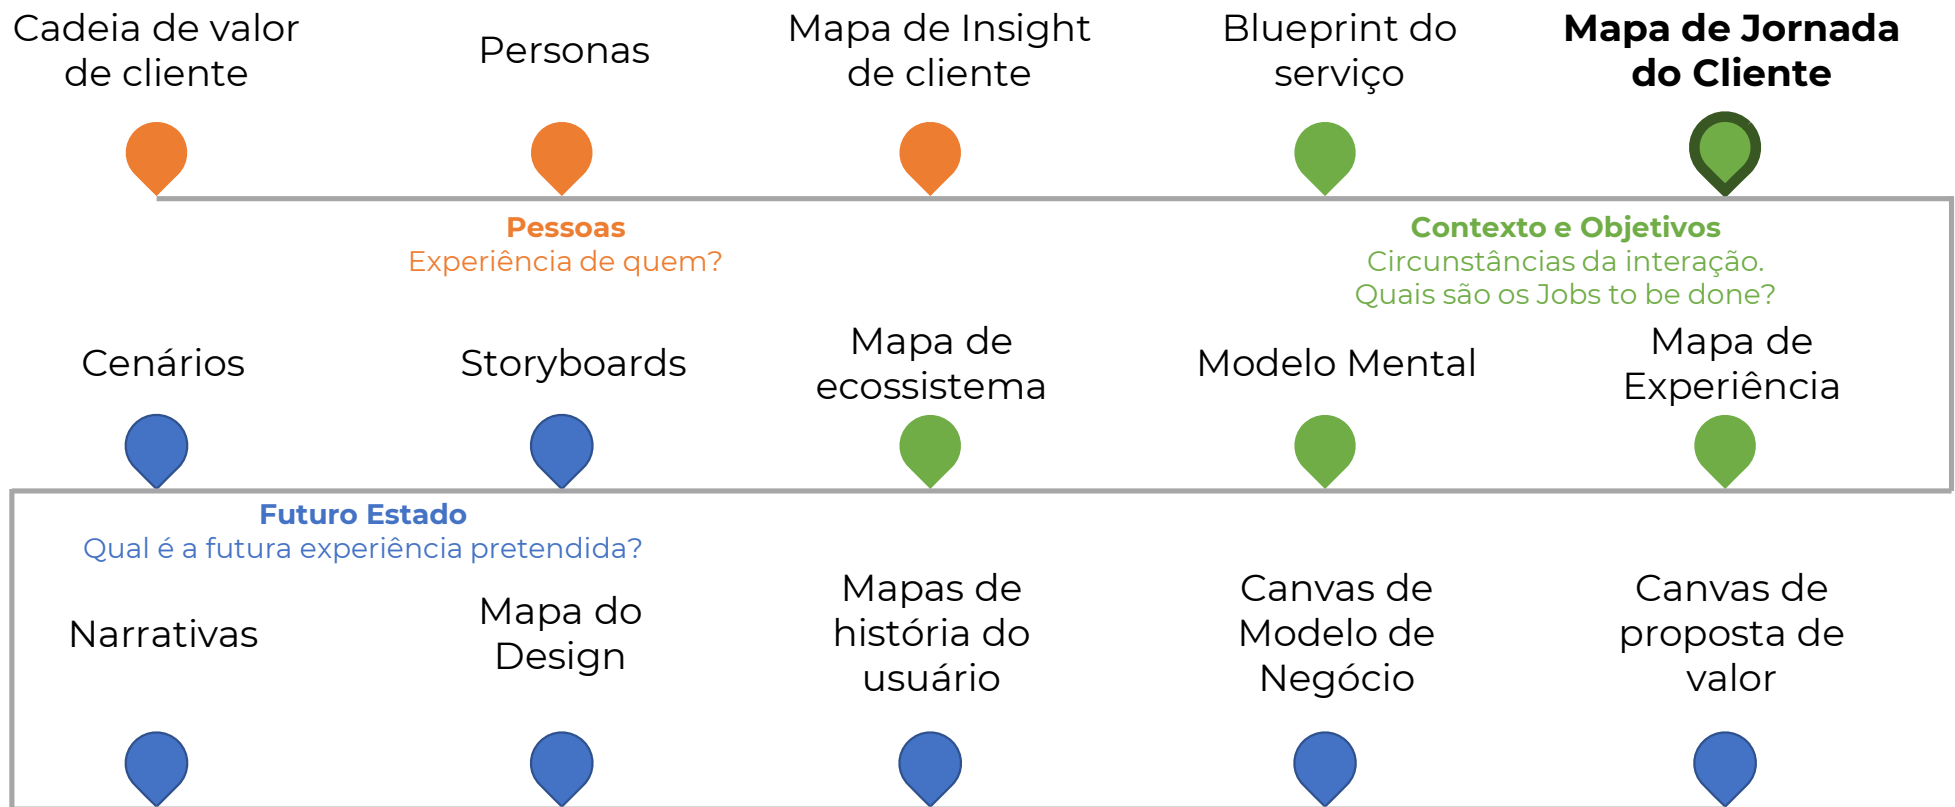 Cadeia de valor
de cliente
Personas
Mapa de Insight
de cliente
Blueprint do
serviço
Mapa de Jornada
do Cliente
Pessoas
Experiência de quem?
Contexto e Objetivos
Circunstâncias da interação.
Quais são os Jobs to be done?
Cenários
Storyboards
Mapa de
ecossistema
Modelo Mental
Mapa de
Experiência
Futuro Estado
Qual é a futura experiência pretendida?
Narrativas
Mapa do
Design
Mapas de
história do
usuário
Canvas de
Modelo de
Negócio
Canvas de
proposta de
valor